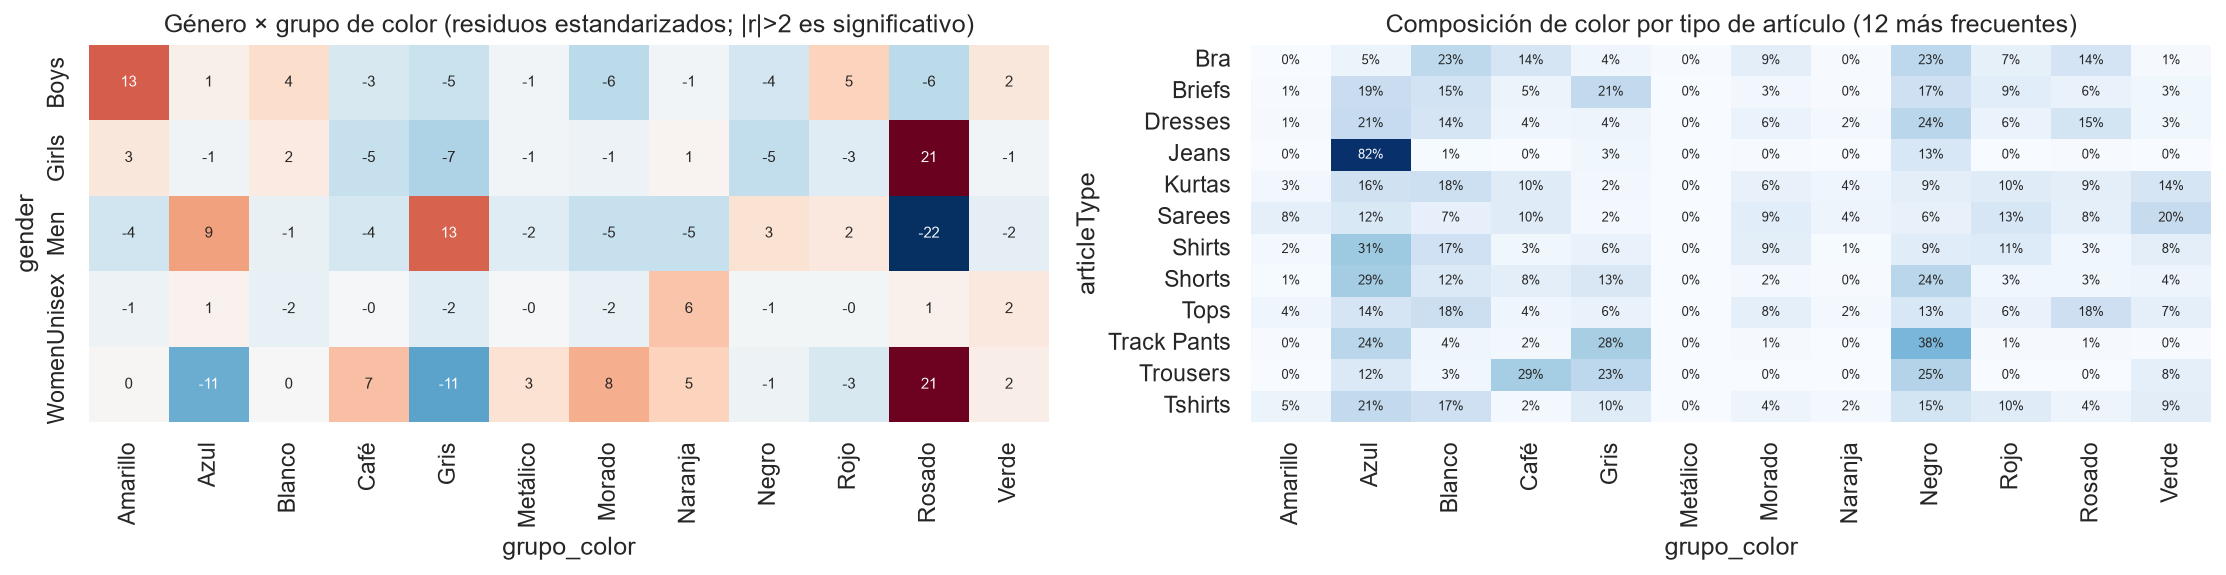 Género × grupo de color (residuos estandarizados; |r|>2 es significativo)
gender
Boys 13 1 4 -3 -5 -1 -6 -1 -4 5 -6 2
Girls 3 -1 2 -5 -7 -1 -1 1 -5 -3 21 -1
Men -4 9 -1 -4 13 -2 -5 -5 3 2 -22 -2
Unisex -1 1 -2 -0 -2 -0 -2 6 -1 -0 1 2
Women 0 -11 0 7 -11 3 8 5 -1 -3 21 2
Amarillo Azul Blanco Café Gris Metálico Morado Naranja Negro Rojo Rosado Verde
grupo_color
Composición de color por tipo de artículo (12 más frecuentes)
articleType
Bra 0% 5% 23% 14% 4% 0% 9% 0% 23% 7% 14% 1%
Briefs 1% 19% 15% 5% 21% 0% 3% 0% 17% 9% 6% 3%
Dresses 1% 21% 14% 4% 4% 0% 6% 2% 24% 6% 15% 3%
Jeans 0% 82% 1% 0% 3% 0% 0% 0% 13% 0% 0% 0%
Kurtas 3% 16% 18% 10% 2% 0% 6% 4% 9% 10% 9% 14%
Sarees 8% 12% 7% 10% 2% 0% 9% 4% 6% 13% 8% 20%
Shirts 2% 31% 17% 3% 6% 0% 9% 1% 9% 11% 3% 8%
Shorts 1% 29% 12% 8% 13% 0% 2% 0% 24% 3% 3% 4%
Tops 4% 14% 18% 4% 6% 0% 8% 2% 13% 6% 18% 7%
Track Pants 0% 24% 4% 2% 28% 0% 1% 0% 38% 1% 1% 0%
Trousers 0% 12% 3% 29% 23% 0% 0% 0% 25% 0% 0% 8%
Tshirts 5% 21% 17% 2% 10% 0% 4% 2% 15% 10% 4% 9%
Amarillo Azul Blanco Café Gris Metálico Morado Naranja Negro Rojo Rosado Verde
grupo_color